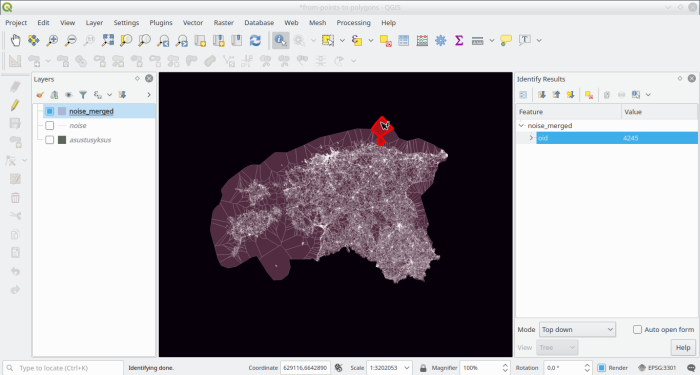 *from points to polygons — QGIS
Project Edit View Layer Settings Plugins Vector Raster Database Web Mesh Processing Help
Layers
noise_merged
noise
asustusyksus
Identify Results
Feature Value
noise_merged
oid 4245
Mode Top down Auto open form
View Tree Help
Type to locate (Ctrl+K) Identifying done. Coordinate 629116,6642890 Scale 1:3202053 Magnifier 100% Rotation 0,0 ° Render EPSG:3301